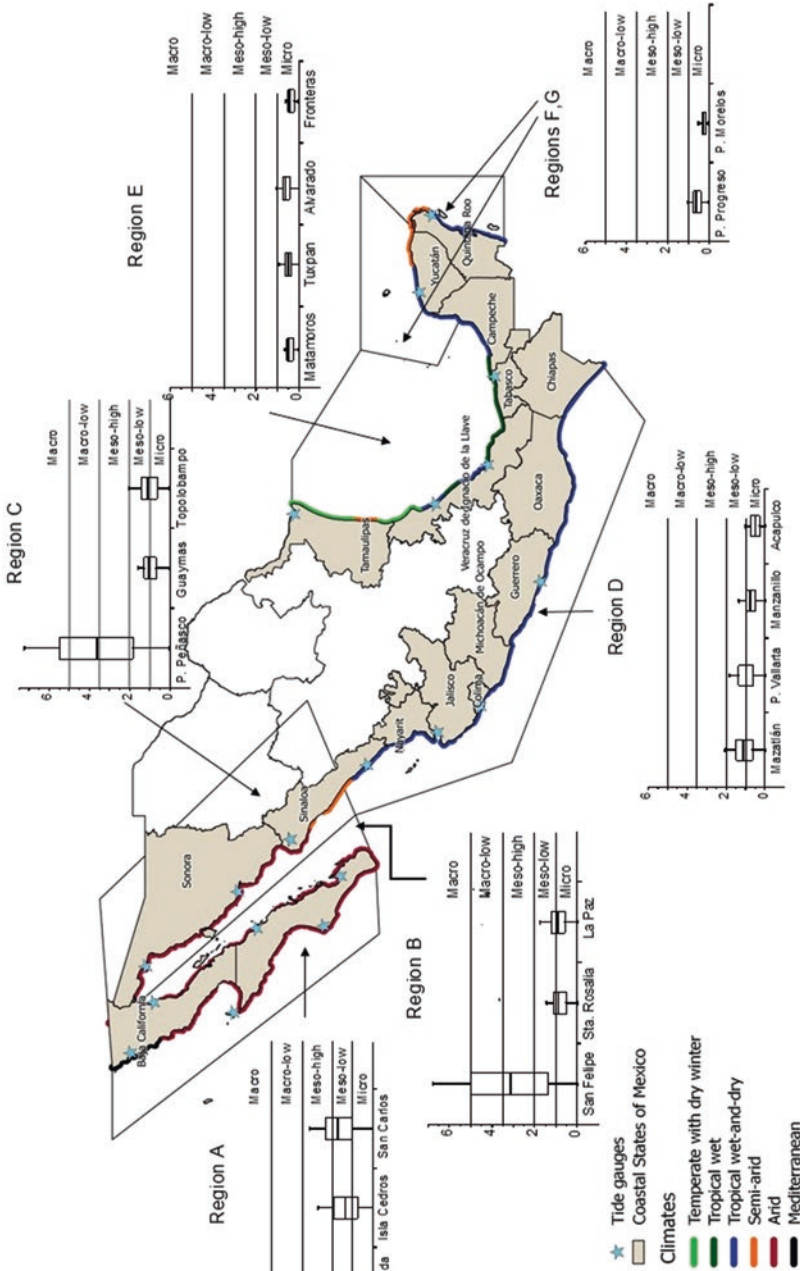 Region A
Macro
Macro-low
Meso-high
Meso-low
Micro
da
Isla Cedros
San Carlos
Region B
6
4
2
0
Macro
Macro-low
Meso-high
Meso-low
Micro
San Felipe
Sta. Rosalía
La Paz
Region C
6
4
2
0
Macro
Macro-low
Meso-high
Meso-low
Micro
P. Peñasco
Guaymas
Topolobampo
Region D
6
4
2
0
Macro
Macro-low
Meso-high
Meso-low
Micro
Mazatlán
P. Vallarta
Manzanillo
Acapulco
Region E
6
4
2
0
Macro
Macro-low
Meso-high
Meso-low
Micro
Matamoros
Tuxpan
Alvarado
Fronteras
Regions F,G
6
4
2
0
Macro
Macro-low
Meso-high
Meso-low
Micro
P. Progreso
P. Morelos
Baja California
Sonora
Sinaloa
Nayarit
Jalisco
Colima
Michoacán de Ocampo
Guerrero
Oaxaca
Chiapas
Tamaulipas
Veracruz de Ignacio de la Llave
Tabasco
Campeche
Yucatán
Quintana Roo
Tide gauges
Coastal States of Mexico
Climates
Temperate with dry winter
Tropical wet
Tropical wet-and-dry
Semi-arid
Arid
Mediterranean